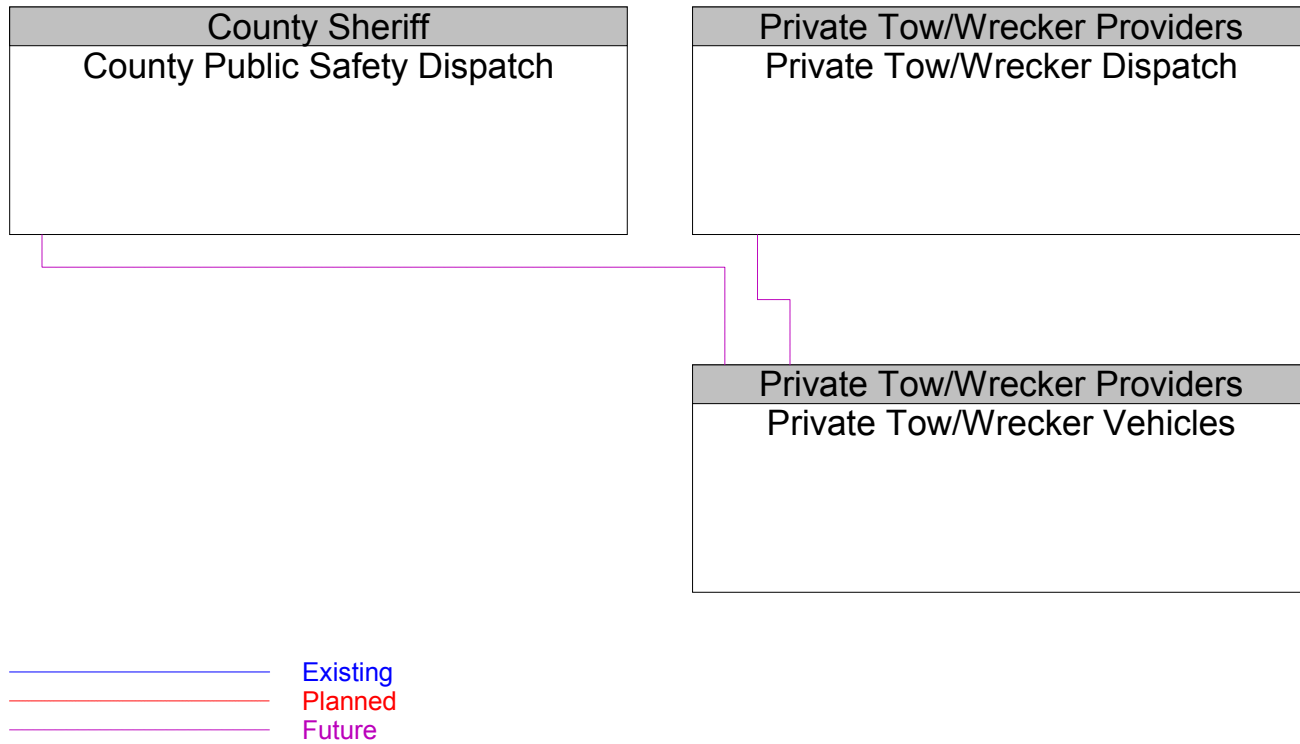 County Sheriff
County Public Safety Dispatch
Private Tow/Wrecker Providers
Private Tow/Wrecker Dispatch
Private Tow/Wrecker Providers
Private Tow/Wrecker Vehicles
Existing
Planned
Future